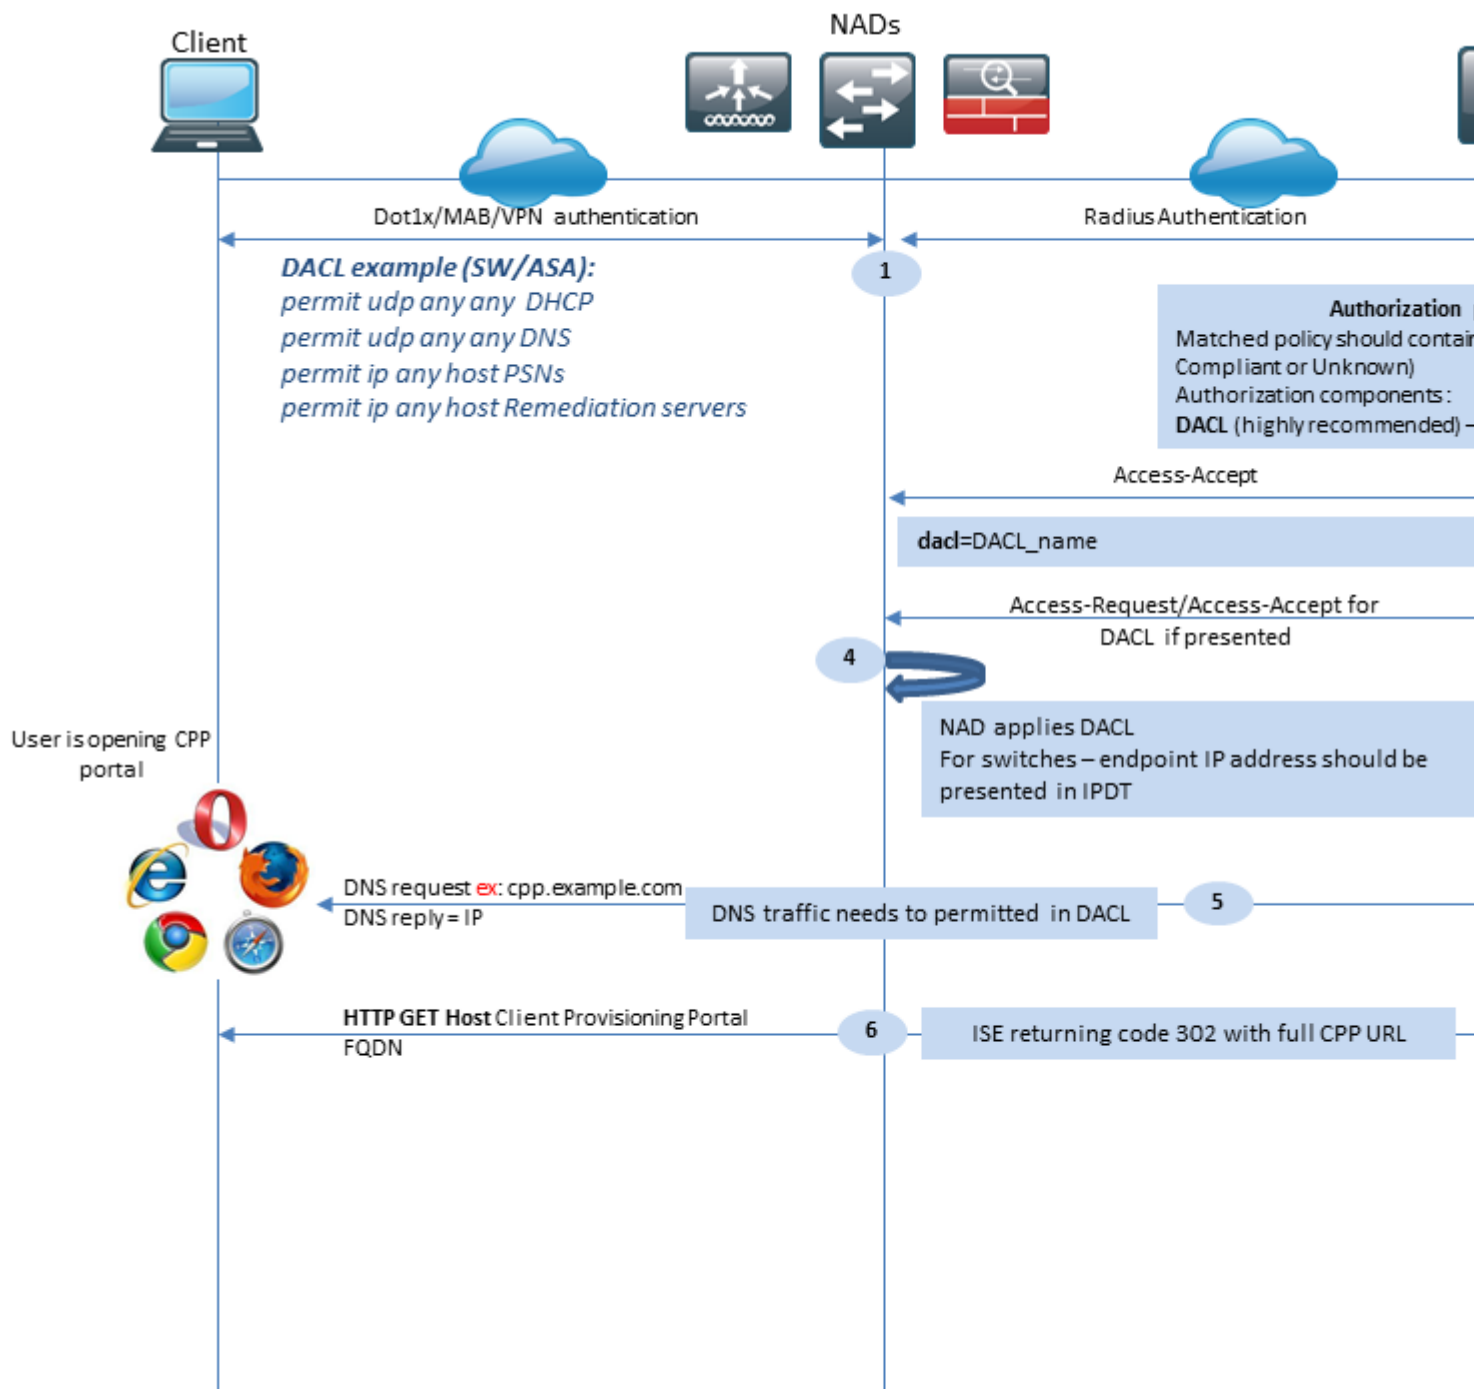 Client
NADs
Dot1x/MAB/VPN authentication
Radius Authentication
1
DACL example (SW/ASA):
permit udp any any DHCP
permit udp any any DNS
permit ip any host PSNs
permit ip any host Remediation servers
Authorization
Matched policy should contain
Compliant or Unknown)
Authorization components:
DACL (highly recommended) –
Access-Accept
dacl=DACL_name
Access-Request/Access-Accept for
DACL if presented
4
NAD applies DACL
For switches – endpoint IP address should be
presented in IPDT
User is opening CPP
portal
DNS request ex: cpp.example.com
DNS reply = IP
DNS traffic needs to permitted in DACL
5
HTTP GET Host Client Provisioning Portal
FQDN
6
ISE returning code 302 with full CPP URL